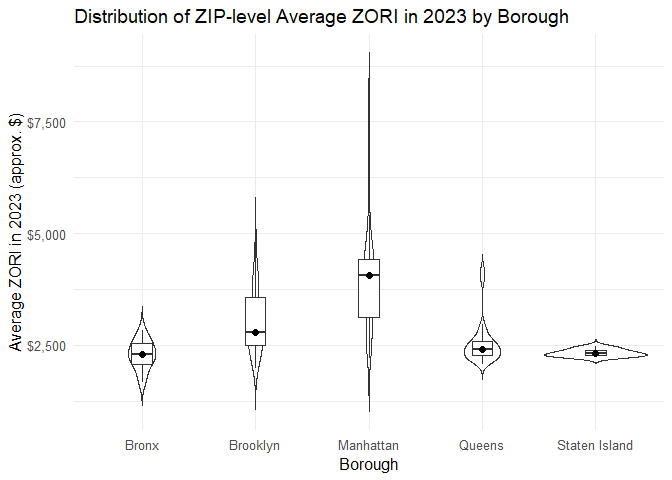 Distribution of ZIP-level Average ZORI in 2023 by Borough
Average ZORI in 2023 (approx. $)
$7,500
$5,000
$2,500
Bronx
Brooklyn
Manhattan
Queens
Staten Island
Borough